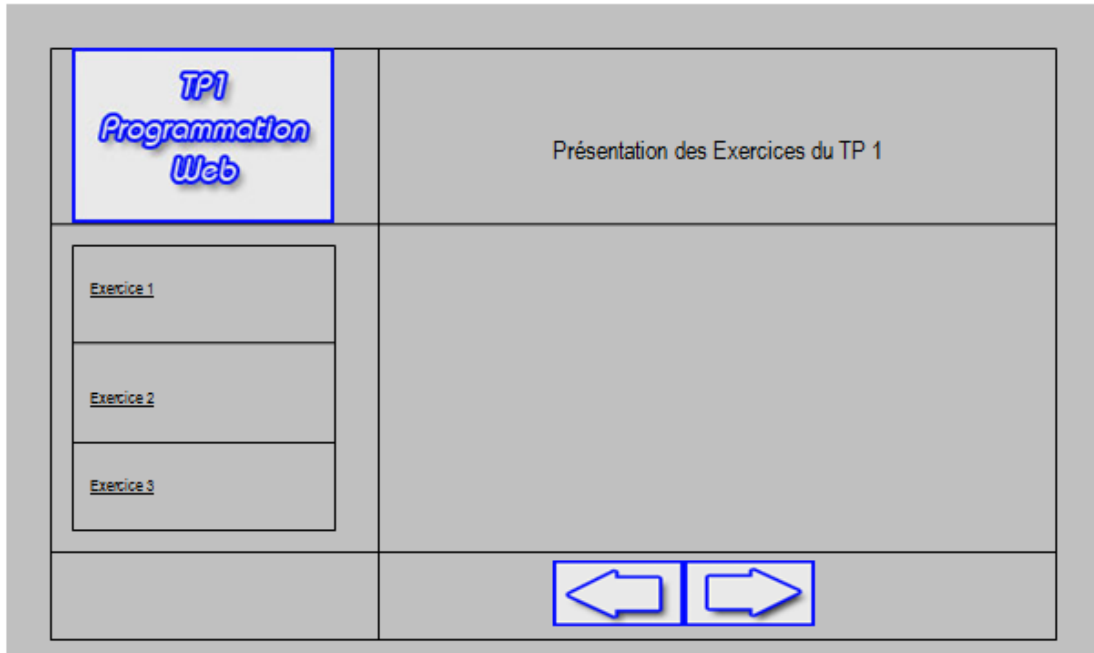 TP1
Programmation
Web
Présentation des Exercices du TP 1
Exercice 1
Exercice 2
Exercice 3